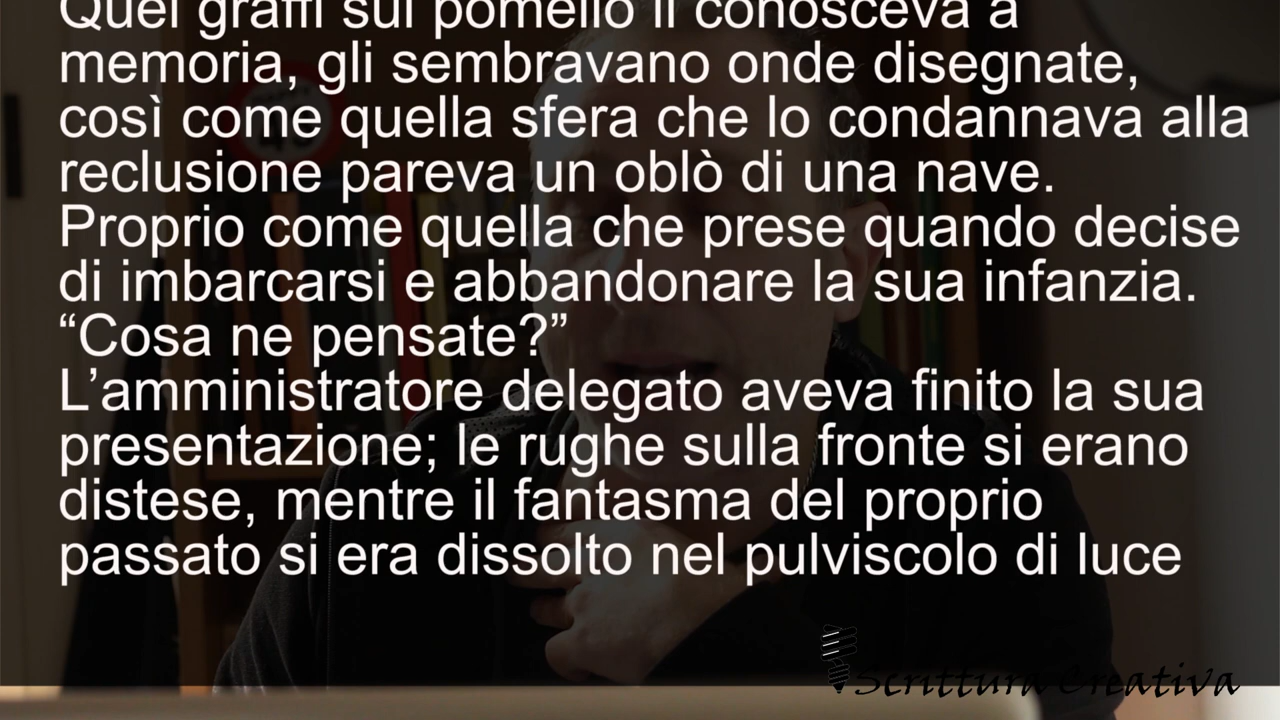 Quei graffi sul pomello li conosceva a
memoria, gli sembravano onde disegnate,
così come quella sfera che lo condannava alla
reclusione pareva un oblò di una nave.
Proprio come quella che prese quando decise
di imbarcarsi e abbandonare la sua infanzia.
“Cosa ne pensate?”
L’amministratore delegato aveva finito la sua
presentazione; le rughe sulla fronte si erano
distese, mentre il fantasma del proprio
passato si era dissolto nel pulviscolo di luce
Scrittura Creativa